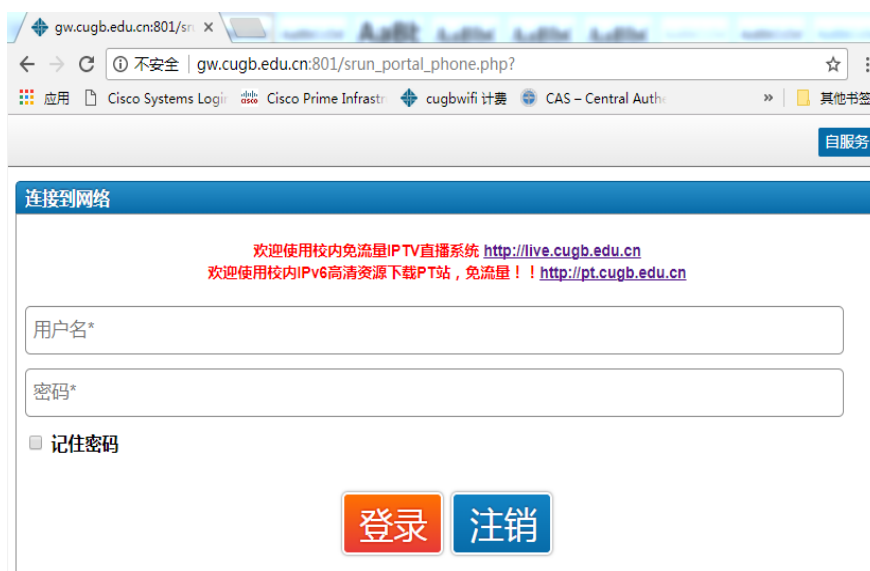 gw.cugb.edu.cn:801/sr
不安全 | gw.cugb.edu.cn:801/srun_portal_phone.php?
应用 Cisco Systems Logi Cisco Prime Infrastr cugbwifi 计费 CAS – Central Auth » 其他书签
自服务
连接到网络
欢迎使用校内免流量IPTV直播系统 http://live.cugb.edu.cn
欢迎使用校内IPv6高清资源下载PT站，免流量！！http://pt.cugb.edu.cn
用户名*
密码*
记住密码
登录 注销